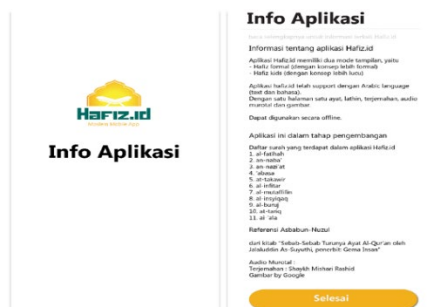 Hafiz.id
Info Aplikasi
Info Aplikasi
Informasi tentang aplikasi Hafiz.id
Aplikasi Hafiz.id memiliki dua mode tampilan, yaitu
- Hafiz formal (dengan konsep lebih formal)
- Hafiz kids (dengan konsep lebih lucu)
Aplikasi hafiz.id telah support dengan Arabic language
(text dan bahasa).
Dengan satu halaman satu ayat, lathin, terjemahan, audio
murotal dan gambar
Dapat digunakan secara offline.
Aplikasi ini dalam tahap pengembangan
Daftar surah yang terdapat dalam aplikasi Hafiz.id
1. al-fatihah
2. an-naba'
3. an-nazi'at
4. 'abasa
5. at-takawir
6. al-infitar
7. al-mutaffifin
8. al-insyiqaq
9. al-buruj
10. at-tariq
11. al 'ala
Referensi Asbabun-Nuzul
dari kitab "Sebab-Sebab Turunya Ayat Al-Qur'an oleh
Jalaluddin As-Suyuthi, penerbit: Gema Insan"
Audio Murotal :
Terjemahan : Shaykh Mishari Rashid
Gambar by Google
Selesai